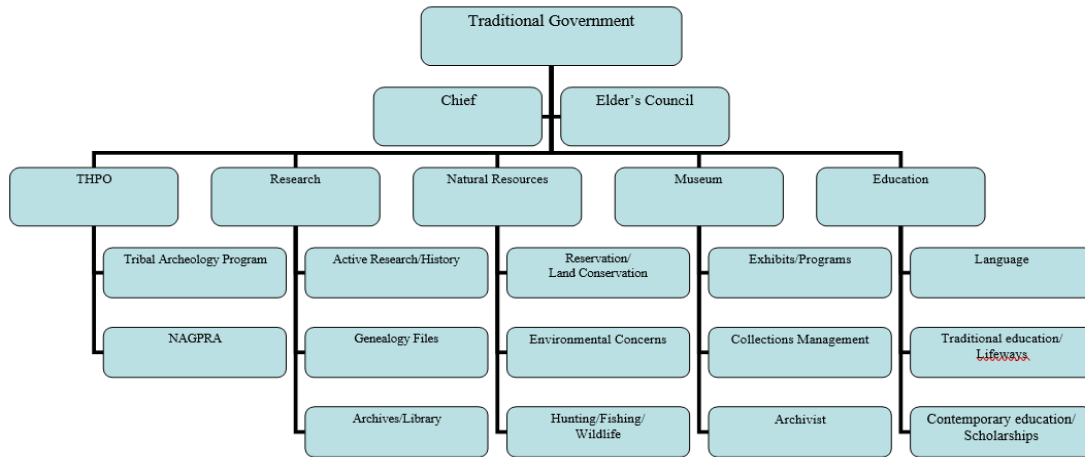 Traditional Government
Chief
Elder's Council
THPO
Research
Natural Resources
Museum
Education
Tribal Archeology Program
Active Research/History
Reservation/
Land Conservation
Exhibits/Programs
Language
NAGPRA
Genealogy Files
Environmental Concerns
Collections Management
Traditional education/
Lifeways
Archives/Library
Hunting/Fishing/
Wildlife
Archivist
Contemporary education/
Scholarships